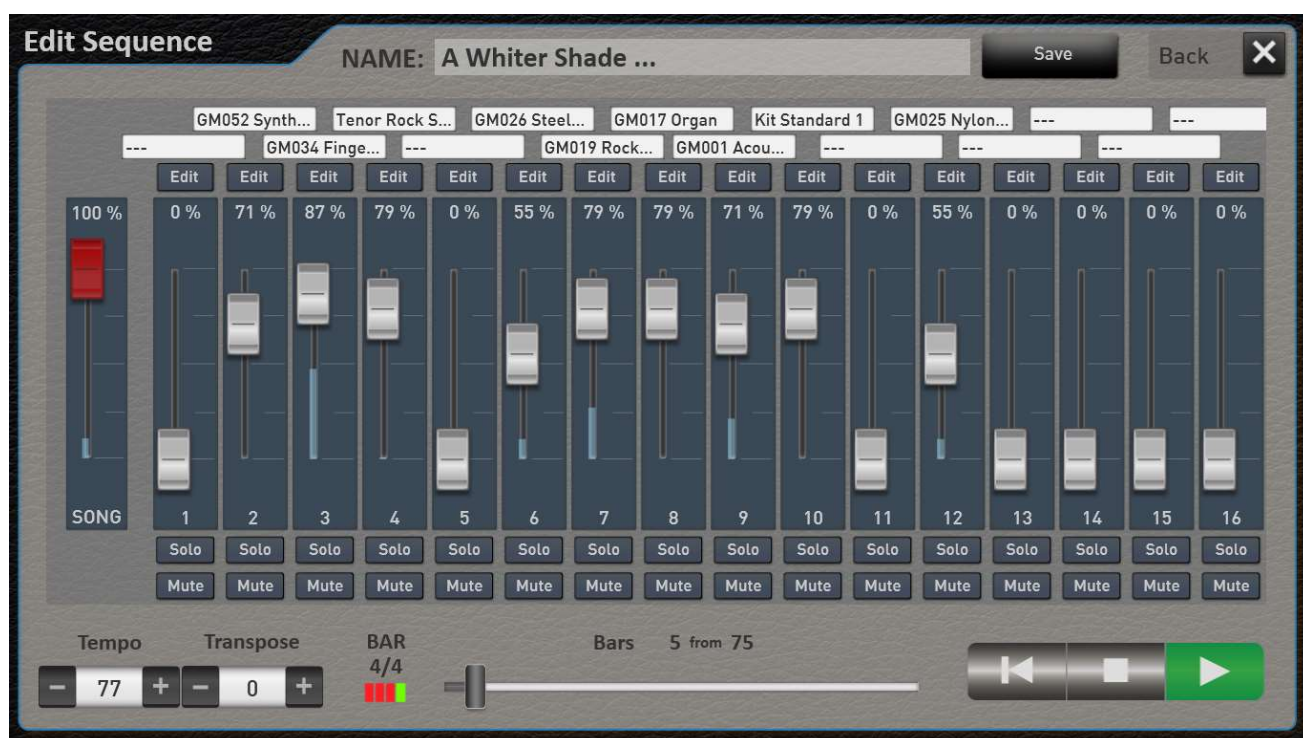 Edit Sequence
NAME: A Whiter Shade ... Save Back
GM052 Synth... Tenor Rock S... GM026 Steel... GM017 Organ Kit Standard 1 GM025 Nylon... --- ---
--- GM034 Finge... --- GM019 Rock... GM001 Acou... --- --- ---
Edit Edit Edit Edit Edit Edit Edit Edit Edit Edit Edit Edit Edit Edit Edit Edit
100 % 0 % 71 % 87 % 79 % 0 % 55 % 79 % 79 % 71 % 79 % 0 % 55 % 0 % 0 % 0 % 0 %
SONG 1 2 3 4 5 6 7 8 9 10 11 12 13 14 15 16
Solo Solo Solo Solo Solo Solo Solo Solo Solo Solo Solo Solo Solo Solo Solo Solo
Mute Mute Mute Mute Mute Mute Mute Mute Mute Mute Mute Mute Mute Mute Mute Mute
Tempo Transpose BAR Bars 5 from 75
4/4
− 77 + − 0 +